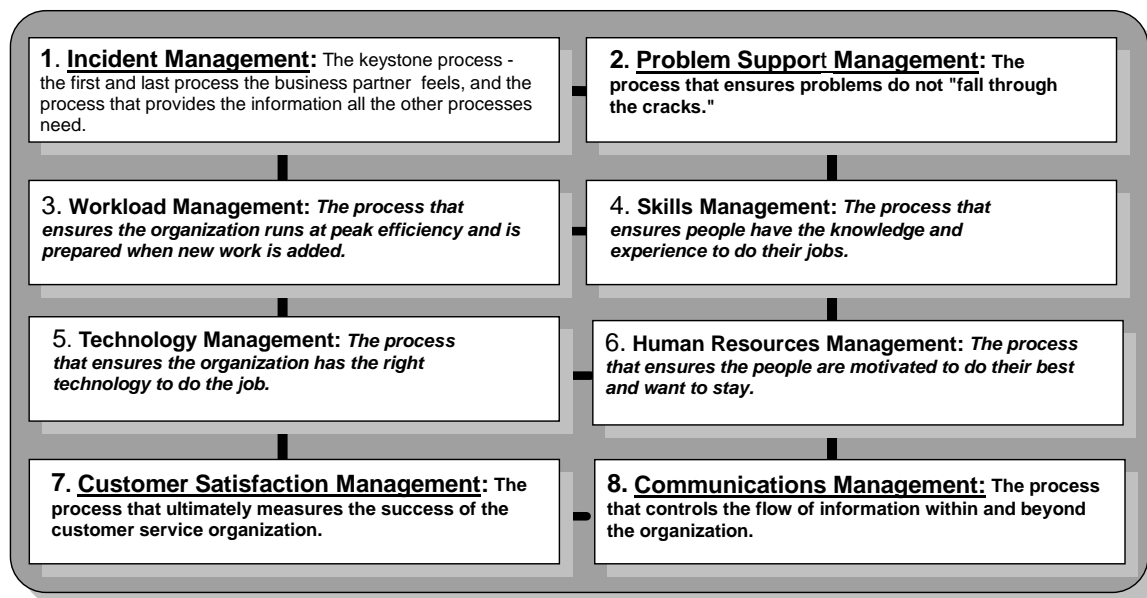 1. Incident Management: The keystone process -
the first and last process the business partner feels, and the
process that provides the information all the other processes
need.
2. Problem Support Management: The
process that ensures problems do not "fall through
the cracks."
3. Workload Management: The process that
ensures the organization runs at peak efficiency and is
prepared when new work is added.
4. Skills Management: The process that
ensures people have the knowledge and
experience to do their jobs.
5. Technology Management: The process
that ensures the organization has the right
technology to do the job.
6. Human Resources Management: The process
that ensures the people are motivated to do their best
and want to stay.
7. Customer Satisfaction Management: The
process that ultimately measures the success of the
customer service organization.
8. Communications Management: The process
that controls the flow of information within and beyond
the organization.